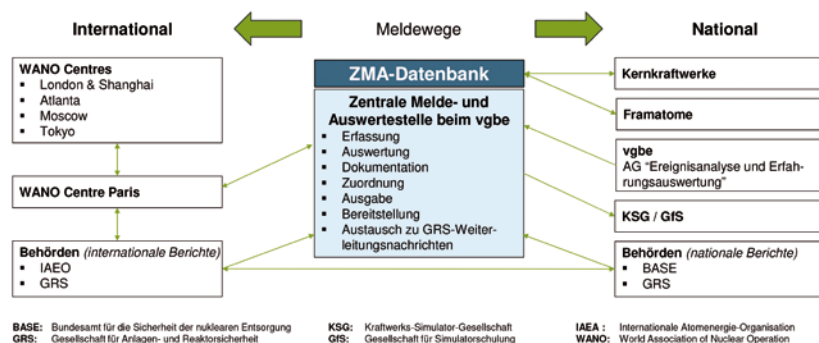 International
Meldewege
National
WANO Centres
▪ London & Shanghai
▪ Atlanta
▪ Moscow
▪ Tokyo
WANO Centre Paris
Behörden (internationale Berichte)
▪ IAEO
▪ GRS
ZMA-Datenbank
Zentrale Melde- und
Auswertestelle beim vgbe
▪ Erfassung
▪ Auswertung
▪ Dokumentation
▪ Zuordnung
▪ Ausgabe
▪ Bereitstellung
▪ Austausch zu GRS-Weiter-
leitungsnachrichten
Kernkraftwerke
Framatome
vgbe
AG "Ereignisanalyse und Erfah-
rungsauswertung"
KSG / GfS
Behörden (nationale Berichte)
▪ BASE
▪ GRS
BASE: Bundesamt für die Sicherheit der nuklearen Entsorgung
GRS: Gesellschaft für Anlagen- und Reaktorsicherheit
KSG: Kraftwerks-Simulator-Gesellschaft
GfS: Gesellschaft für Simulatorschulung
IAEA : Internationale Atomenergie-Organisation
WANO: World Association of Nuclear Operation